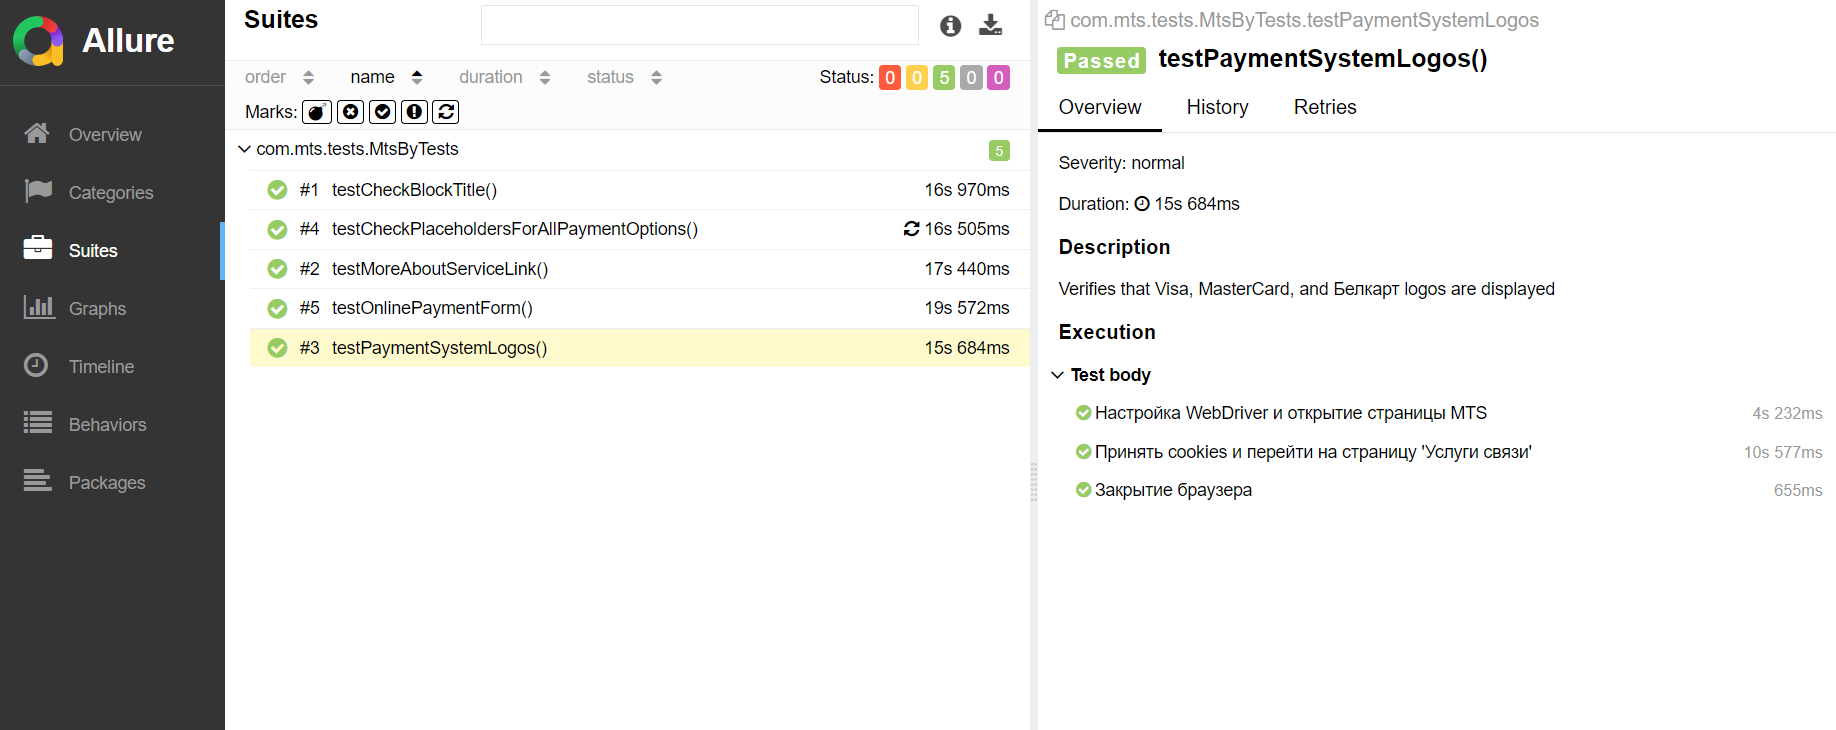 Allure
Overview
Categories
Suites
Graphs
Timeline
Behaviors
Packages
Suites
order name duration status Status: 0 0 5 0 0
Marks:
com.mts.tests.MtsByTests 5
#1 testCheckBlockTitle() 16s 970ms
#4 testCheckPlaceholdersForAllPaymentOptions() 16s 505ms
#2 testMoreAboutServiceLink() 17s 440ms
#5 testOnlinePaymentForm() 19s 572ms
#3 testPaymentSystemLogos() 15s 684ms
com.mts.tests.MtsByTests.testPaymentSystemLogos
Passed testPaymentSystemLogos()
Overview History Retries
Severity: normal
Duration: 15s 684ms
Description
Verifies that Visa, MasterCard, and Белкарт logos are displayed
Execution
Test body
Настройка WebDriver и открытие страницы MTS 4s 232ms
Принять cookies и перейти на страницу 'Услуги связи' 10s 577ms
Закрытие браузера 655ms